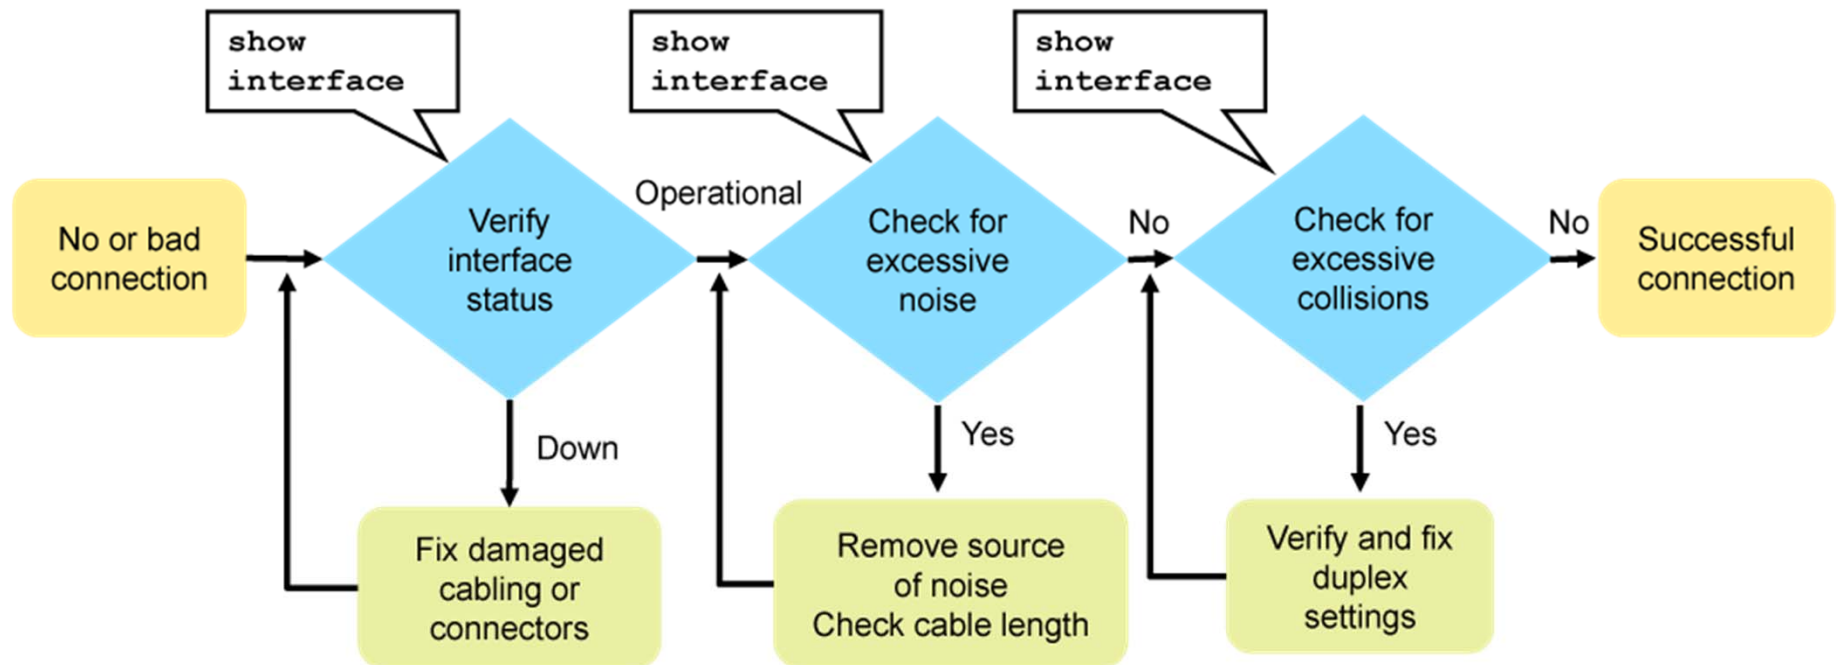 show
interface
show
interface
show
interface
No or bad
connection
Verify
interface
status
Operational
Check for
excessive
noise
No
Check for
excessive
collisions
No
Successful
connection
Down
Yes
Yes
Fix damaged
cabling or
connectors
Remove source
of noise
Check cable length
Verify and fix
duplex
settings